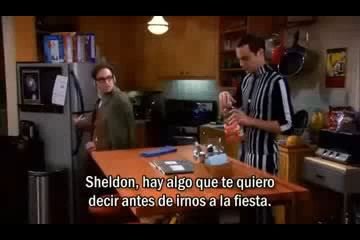 Sheldon, hay algo que te quiero
decir antes de irnos a la fiesta.